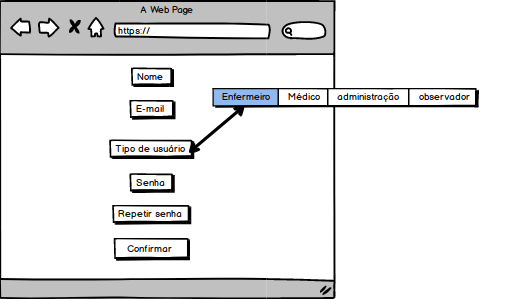 A Web Page
https://
Nome
Enfermeiro Médico administração observador
E-mail
Tipo de usuário
Senha
Repetir senha
Confirmar